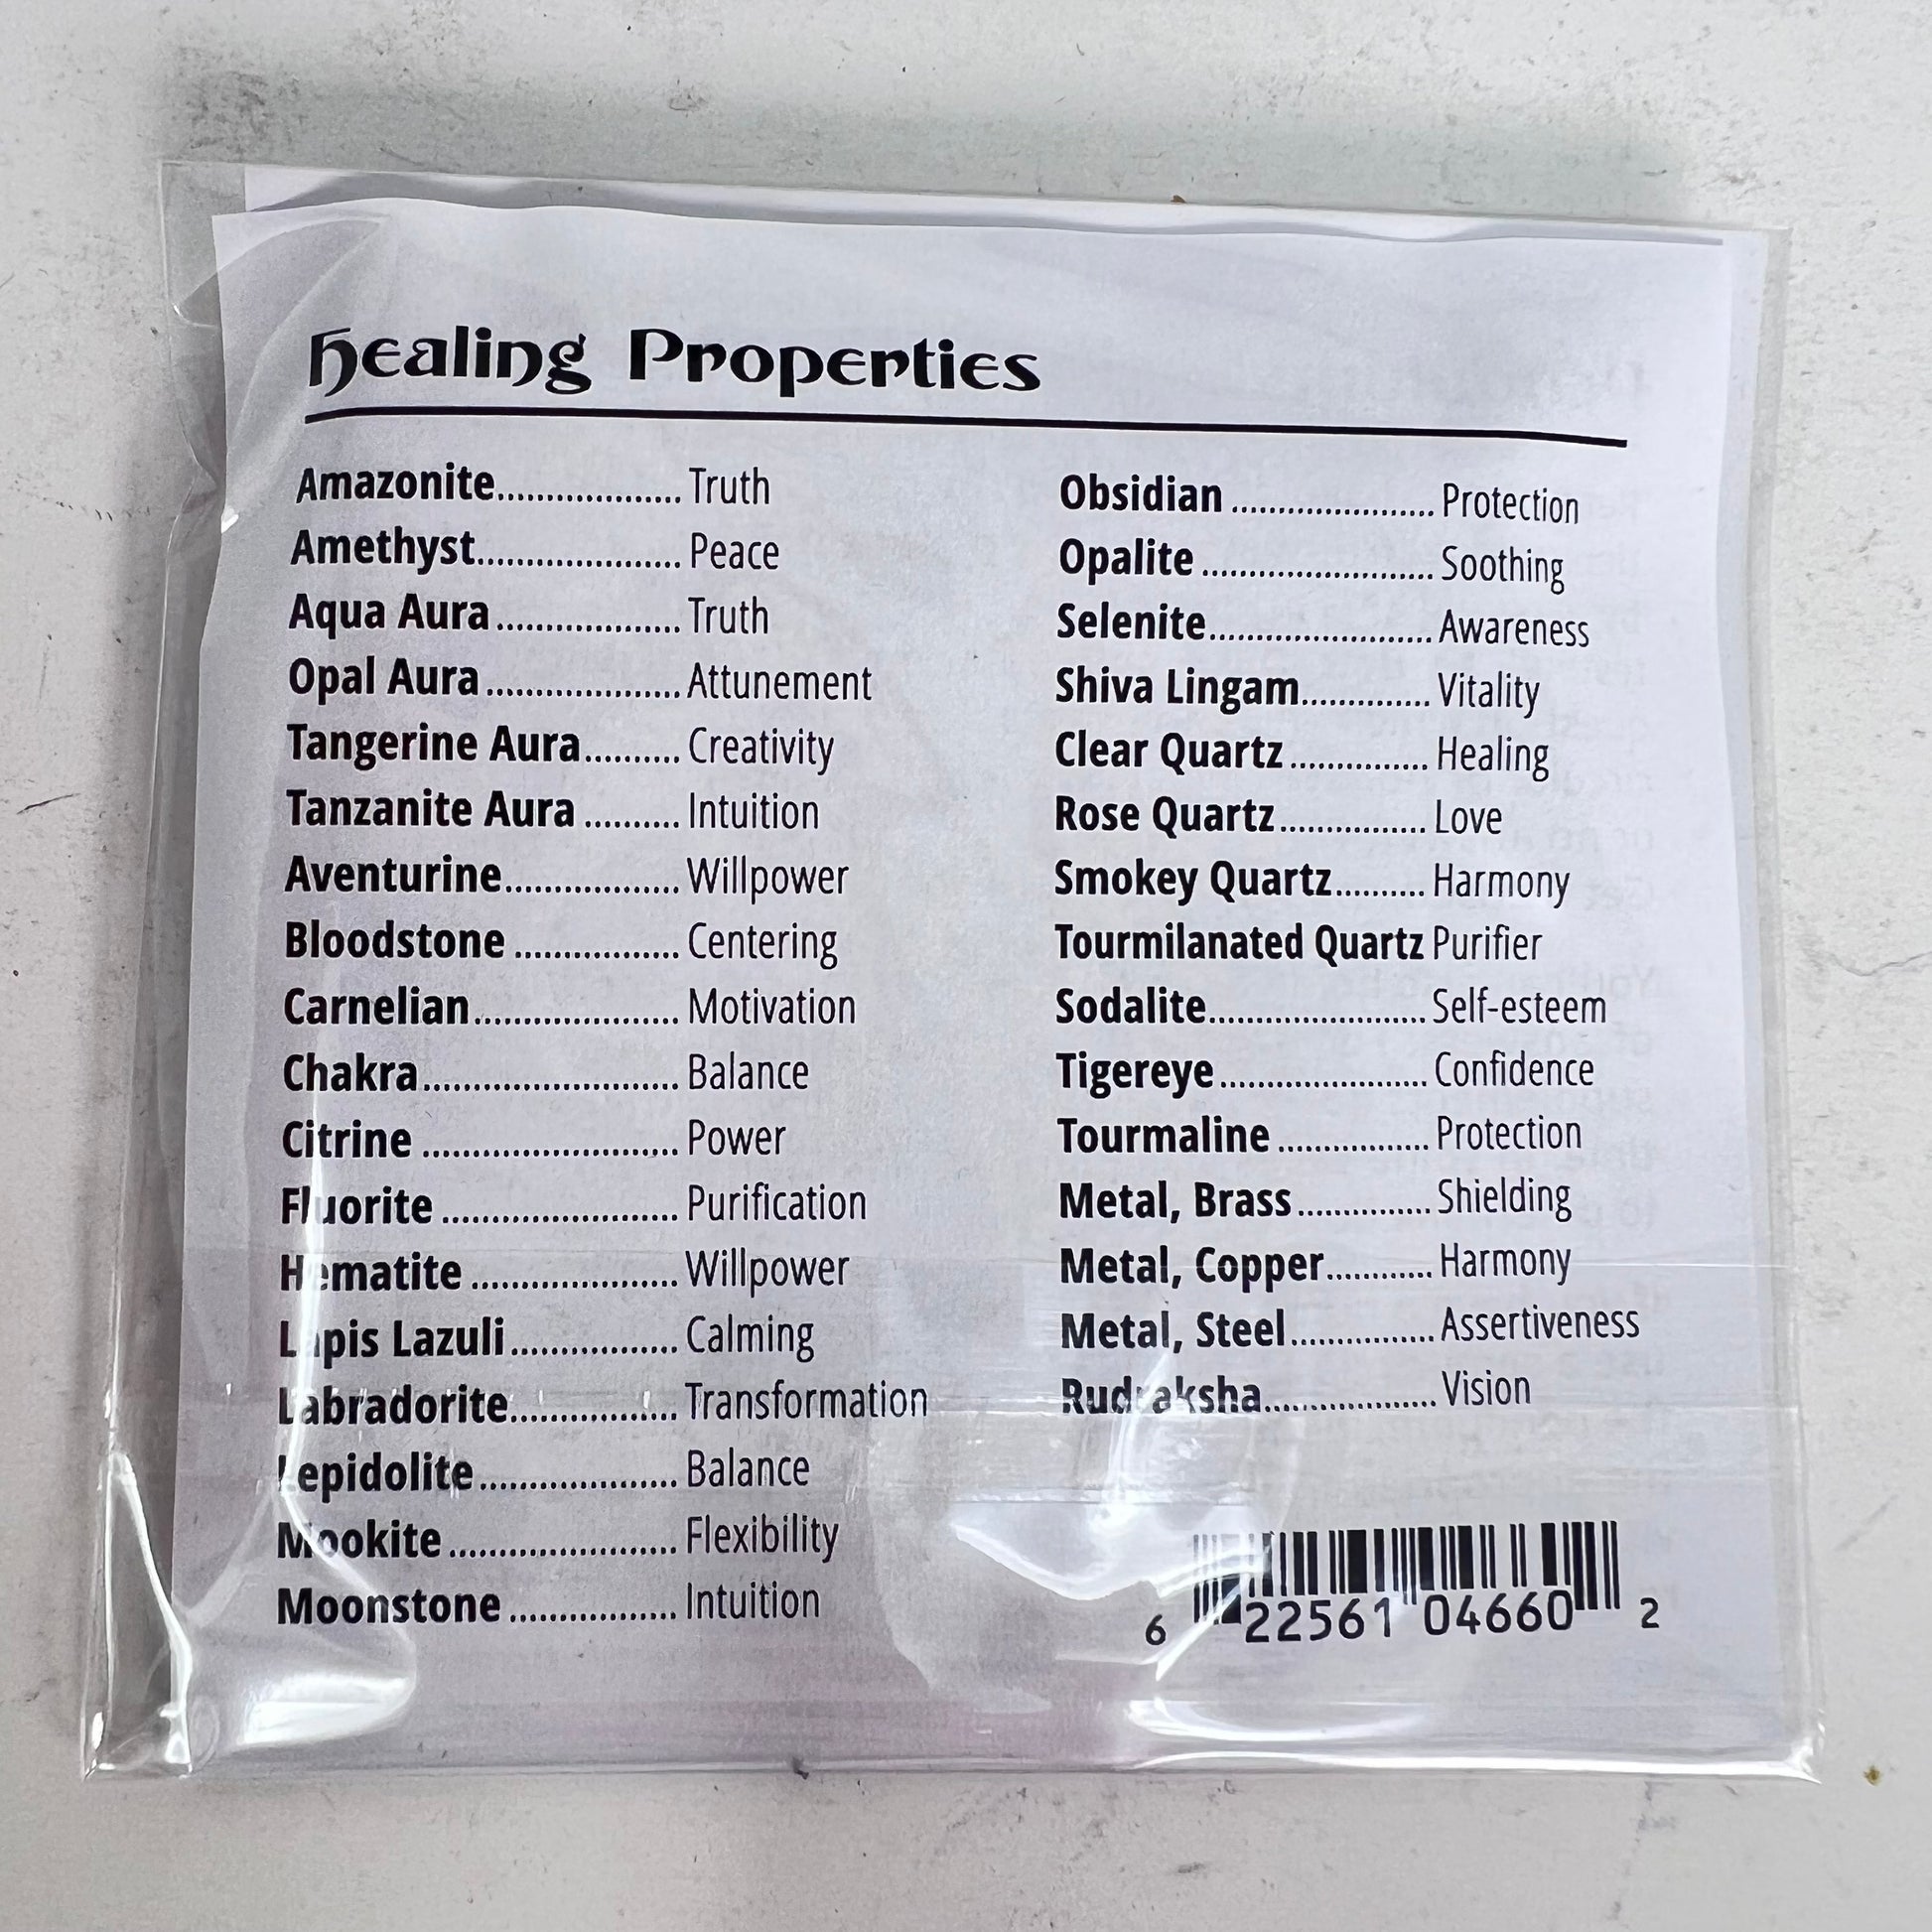 Healing Properties
Amazonite................... Truth
Amethyst..................... Peace
Aqua Aura................... Truth
Opal Aura.................... Attunement
Tangerine Aura.......... Creativity
Tanzanite Aura .......... Intuition
Aventurine.................. Willpower
Bloodstone ................. Centering
Carnelian..................... Motivation
Chakra.......................... Balance
Citrine .......................... Power
Fluorite ........................ Purification
Hematite ..................... Willpower
Lapis Lazuli................. Calming
Labradorite................. Transformation
Lepidolite.................... Balance
Mookite ....................... Flexibility
Moonstone ................. Intuition
Obsidian ...................... Protection
Opalite ......................... Soothing
Selenite........................ Awareness
Shiva Lingam.............. Vitality
Clear Quartz ............... Healing
Rose Quartz................ Love
Smokey Quartz.......... Harmony
Tourmilanated Quartz Purifier
Sodalite....................... Self-esteem
Tigereye...................... Confidence
Tourmaline ................ Protection
Metal, Brass ............... Shielding
Metal, Copper............ Harmony
Metal, Steel................ Assertiveness
Rudraksha................... Vision
6 22561 04660 2